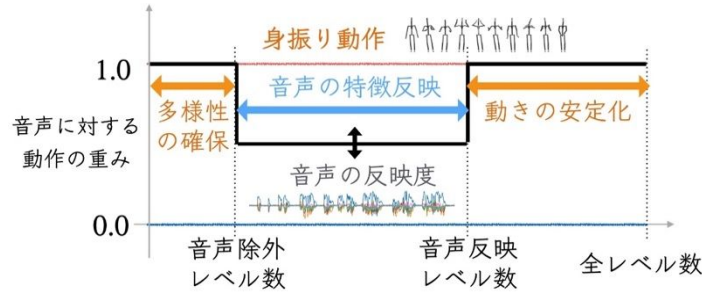 身振り動作
1.0
音声の特徴反映
音声に対する
動作の重み
多様性
の確保
動きの安定化
音声の反映度
0.0
音声除外
レベル数
音声反映
レベル数
全レベル数